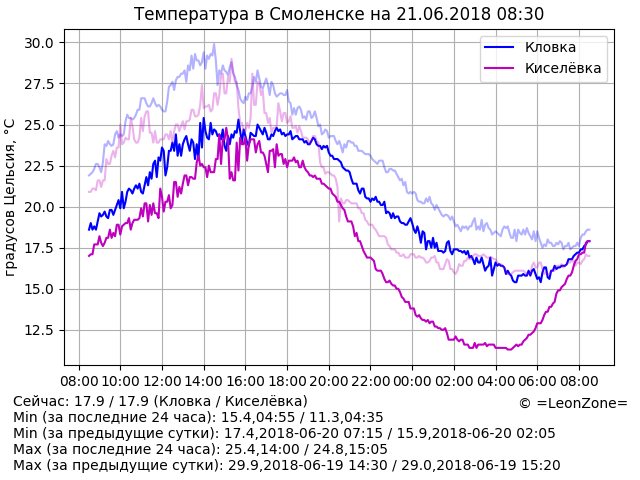 Температура в Смоленске на 21.06.2018 08:30
градусов Цельсия, °C
30.0
27.5
25.0
22.5
20.0
17.5
15.0
12.5
Кловка
Киселёвка
08:00 10:00 12:00 14:00 16:00 18:00 20:00 22:00 00:00 02:00 04:00 06:00 08:00
Сейчас: 17.9 / 17.9 (Кловка / Киселёвка)
© =LeonZone=
Min (за последние 24 часа): 15.4,04:55 / 11.3,04:35
Min (за предыдущие сутки): 17.4,2018-06-20 07:15 / 15.9,2018-06-20 02:05
Max (за последние 24 часа): 25.4,14:00 / 24.8,15:05
Max (за предыдущие сутки): 29.9,2018-06-19 14:30 / 29.0,2018-06-19 15:20